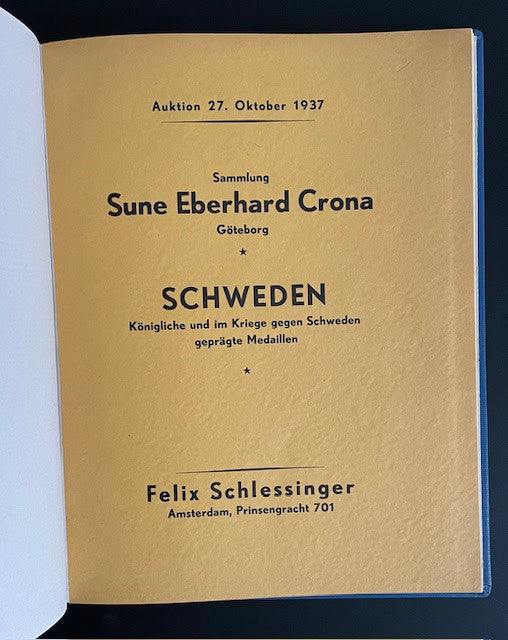 Auktion 27. Oktober 1937
Sammlung
Sune Eberhard Crona
Göteborg
★
SCHWEDEN
Königliche und im Kriege gegen Schweden
geprägte Medaillen
★
Felix Schlessinger
Amsterdam, Prinsengracht 701